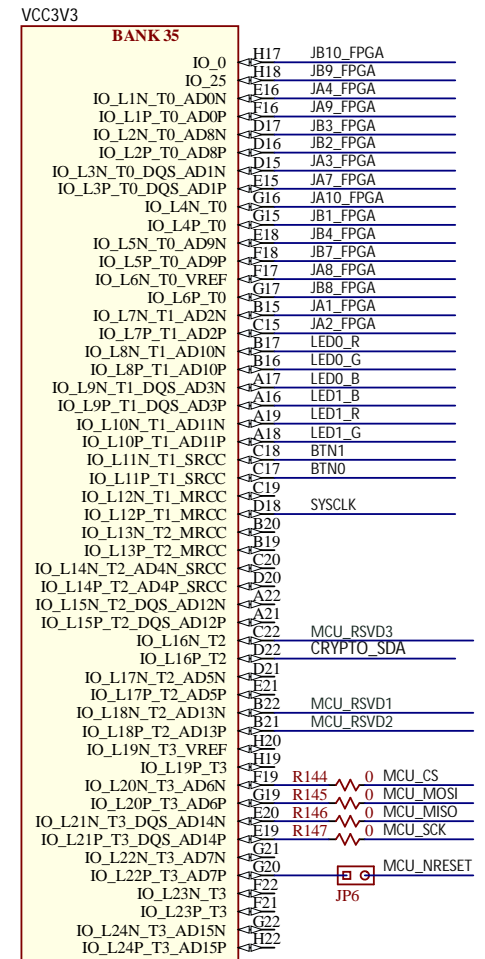 VCC3V3
BANK 35
IO_0 H17 JB10_FPGA
IO_25 H18 JB9_FPGA
IO_L1N_T0_AD0N E16 JA4_FPGA
IO_L1P_T0_AD0P F16 JA9_FPGA
IO_L2N_T0_AD8N D17 JB3_FPGA
IO_L2P_T0_AD8P D16 JB2_FPGA
IO_L3N_T0_DQS_AD1N D15 JA3_FPGA
IO_L3P_T0_DQS_AD1P E15 JA7_FPGA
IO_L4N_T0 G16 JA10_FPGA
IO_L4P_T0 G15 JB1_FPGA
IO_L5N_T0_AD9N E18 JB4_FPGA
IO_L5P_T0_AD9P F18 JB7_FPGA
IO_L6N_T0_VREF F17 JA8_FPGA
IO_L6P_T0 G17 JB8_FPGA
IO_L7N_T1_AD2N B15 JA1_FPGA
IO_L7P_T1_AD2P C15 JA2_FPGA
IO_L8N_T1_AD10N B17 LED0_R
IO_L8P_T1_AD10P B16 LED0_G
IO_L9N_T1_DQS_AD3N A17 LED0_B
IO_L9P_T1_DQS_AD3P A16 LED1_B
IO_L10N_T1_AD11N A19 LED1_R
IO_L10P_T1_AD11P A18 LED1_G
IO_L11N_T1_SRCC C18 BTN1
IO_L11P_T1_SRCC C17 BTN0
IO_L12N_T1_MRCC C19
IO_L12P_T1_MRCC D18 SYSCLK
IO_L13N_T2_MRCC B20
IO_L13P_T2_MRCC B19
IO_L14N_T2_AD4N_SRCC C20
IO_L14P_T2_AD4P_SRCC D20
IO_L15N_T2_DQS_AD12N A22
IO_L15P_T2_DQS_AD12P A21
IO_L16N_T2 C22 MCU_RSVD3
IO_L16P_T2 D22 CRYPTO_SDA
IO_L17N_T2_AD5N D21
IO_L17P_T2_AD5P E21
IO_L18N_T2_AD13N B22 MCU_RSVD1
IO_L18P_T2_AD13P B21 MCU_RSVD2
IO_L19N_T3_VREF H20
IO_L19P_T3 H19
IO_L20N_T3_AD6N F19 R144 0 MCU_CS
IO_L20P_T3_AD6P G19 R145 0 MCU_MOSI
IO_L21N_T3_DQS_AD14N E20 R146 0 MCU_MISO
IO_L21P_T3_DQS_AD14P E19 R147 0 MCU_SCK
IO_L22N_T3_AD7N G21
IO_L22P_T3_AD7P G20 MCU_NRESET
JP6
IO_L23N_T3 F22
IO_L23P_T3 F21
IO_L24N_T3_AD15N G22
IO_L24P_T3_AD15P H22